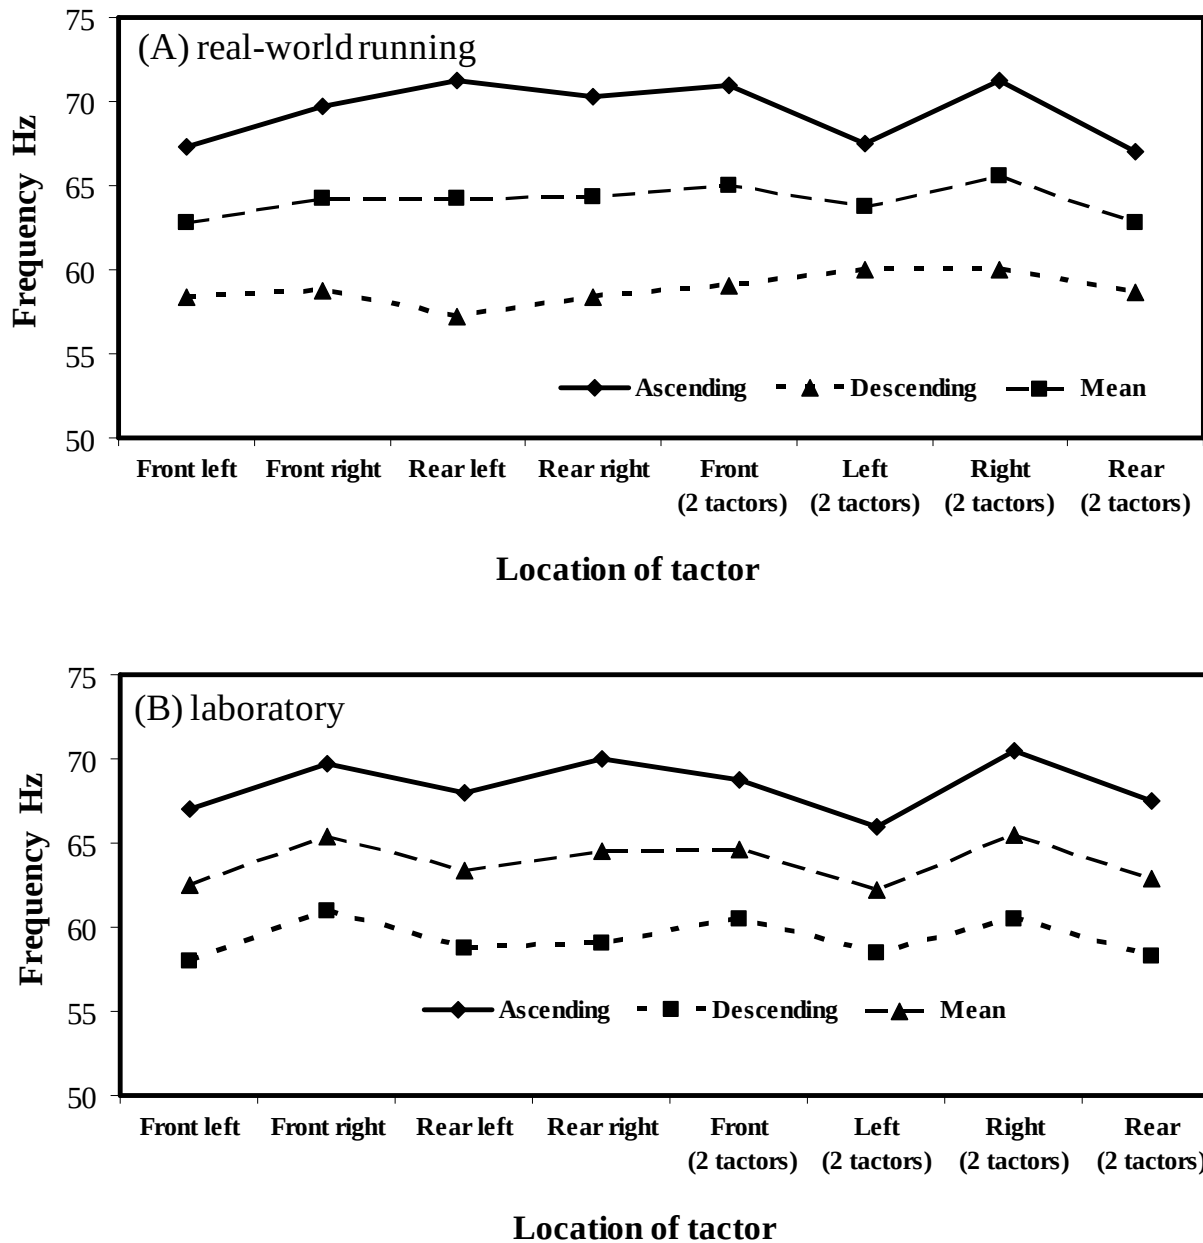 75
(A) real-world running
70
65
60
55
50
Frequency Hz
Ascending Descending Mean
Front left Front right Rear left Rear right Front Left Right Rear
(2 tactors) (2 tactors) (2 tactors) (2 tactors)
Location of tactor
75
(B) laboratory
70
65
60
55
50
Frequency Hz
Ascending Descending Mean
Front left Front right Rear left Rear right Front Left Right Rear
(2 tactors) (2 tactors) (2 tactors) (2 tactors)
Location of tactor